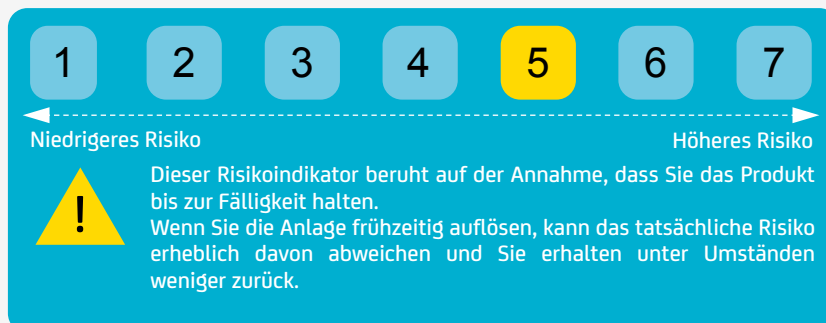 1 2 3 4 5 6 7
Niedrigeres Risiko Höheres Risiko
Dieser Risikoindikator beruht auf der Annahme, dass Sie das Produkt
bis zur Fälligkeit halten.
Wenn Sie die Anlage frühzeitig auflösen, kann das tatsächliche Risiko
erheblich davon abweichen und Sie erhalten unter Umständen
weniger zurück.
!